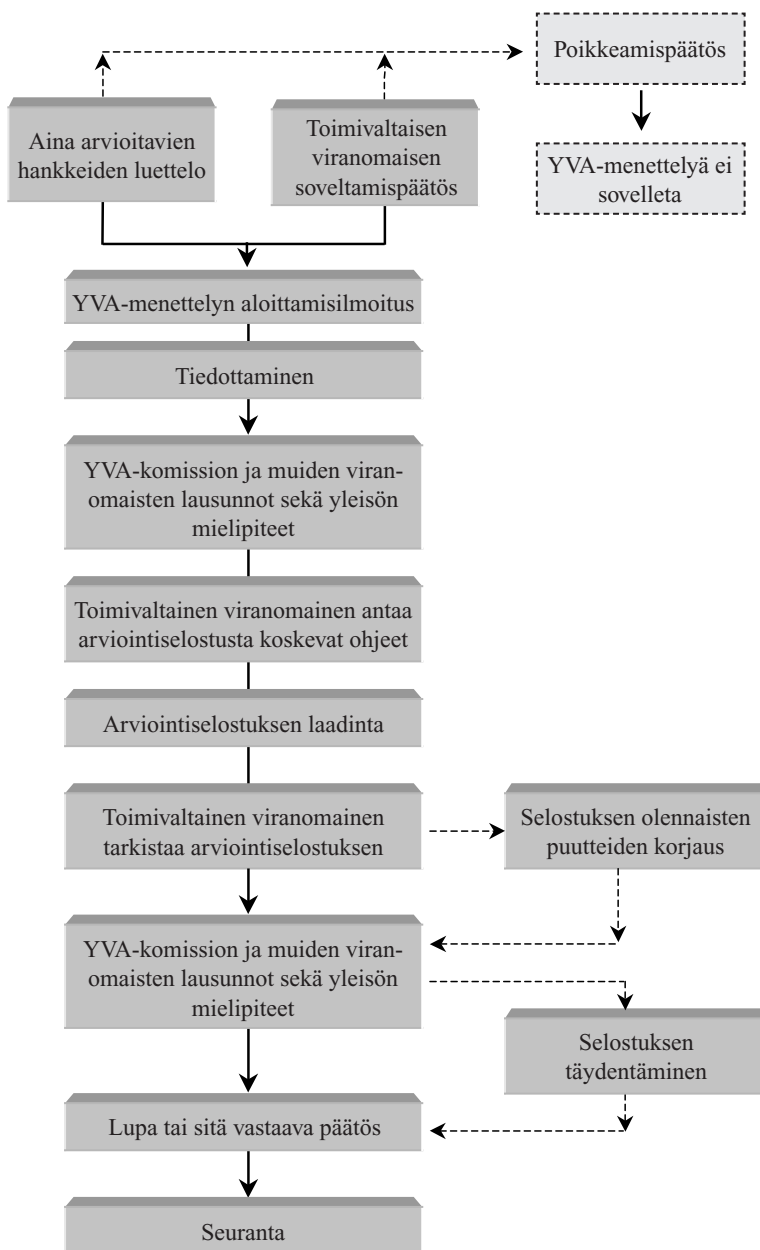 Poikkeamispäätös
Aina arvioitavien
hankkeiden luettelo
Toimivaltaisen
viranomaisen
soveltamispäätös
YVA-menettelyä ei
sovelleta
YVA-menettelyn aloittamisilmoitus
Tiedottaminen
YVA-komission ja muiden viran-
omaisten lausunnot sekä yleisön
mielipiteet
Toimivaltainen viranomainen antaa
arviointiselostusta koskevat ohjeet
Arviointiselostuksen laadinta
Toimivaltainen viranomainen
tarkistaa arviointiselostuksen
Selostuksen olennaisten
puutteiden korjaus
YVA-komission ja muiden viran-
omaisten lausunnot sekä yleisön
mielipiteet
Selostuksen
täydentäminen
Lupa tai sitä vastaava päätös
Seuranta